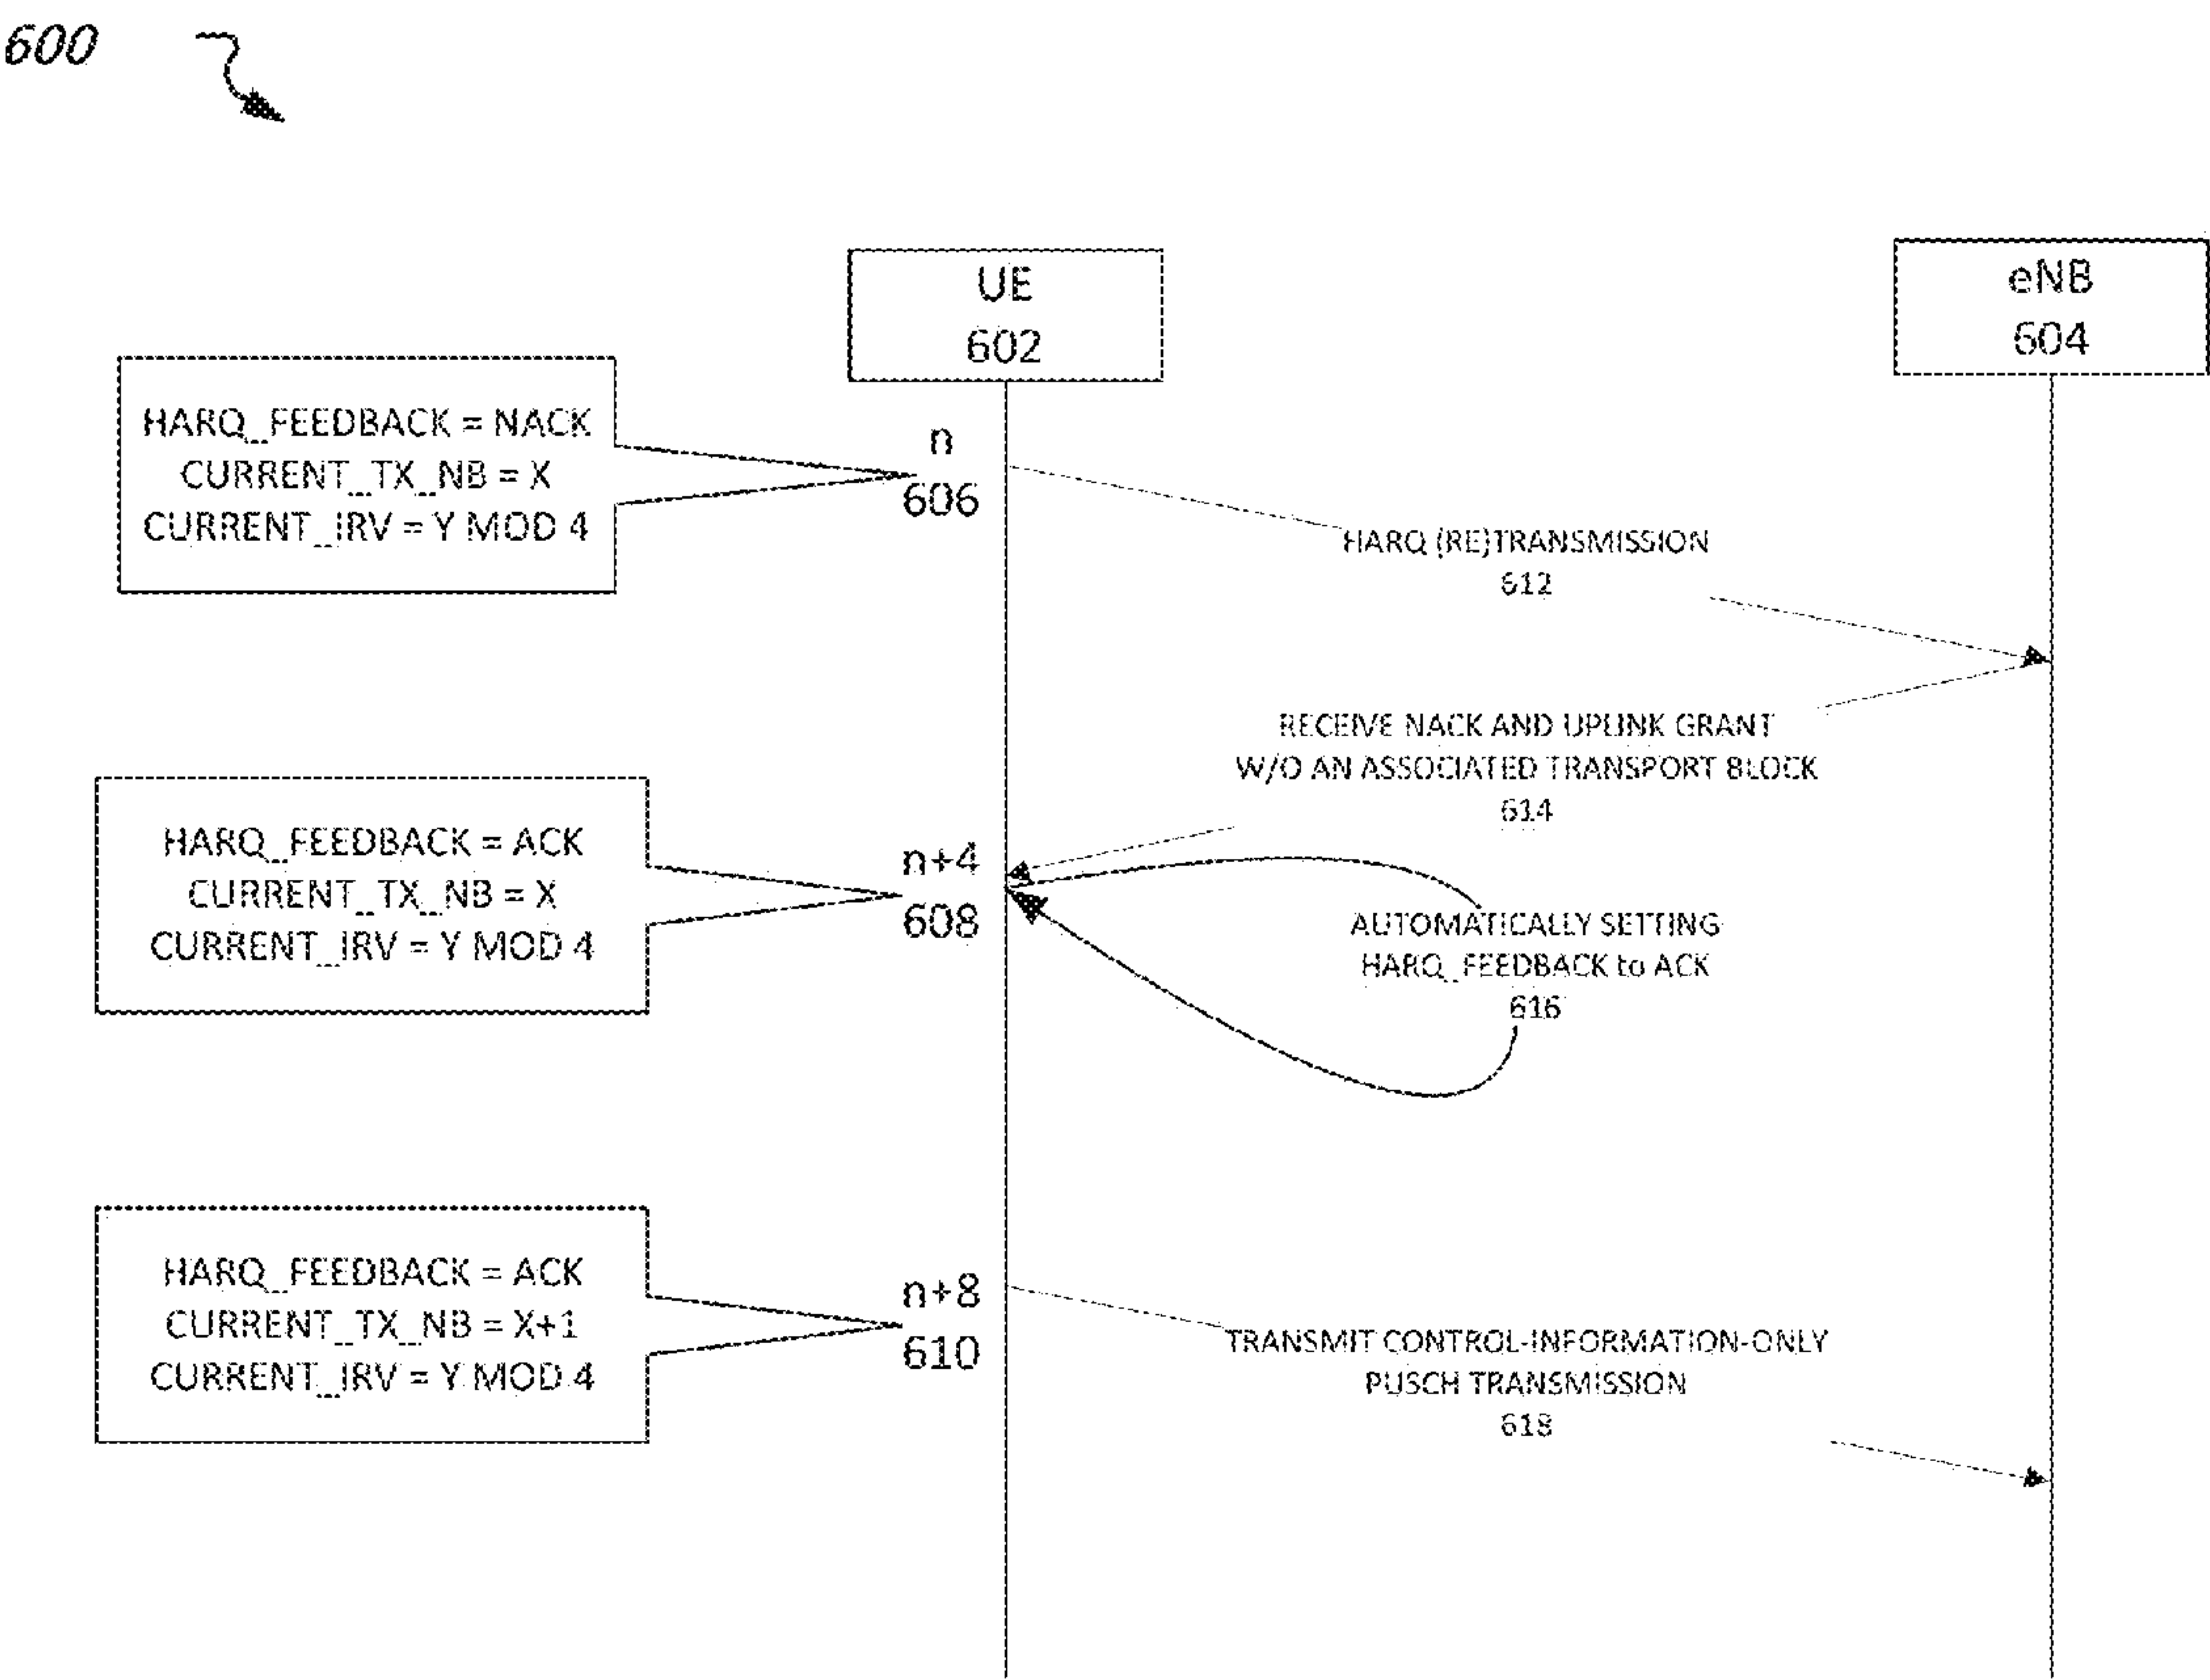 600
UE
602
eNB
604
HARQ_FEEDBACK = NACK
CURRENT_TX_NB = X
CURRENT_IRV = Y MOD 4
n
606
HARQ (RE)TRANSMISSION
612
RECEIVE NACK AND UPLINK GRANT
W/O AN ASSOCIATED TRANSPORT BLOCK
614
HARQ_FEEDBACK = ACK
CURRENT_TX_NB = X
CURRENT_IRV = Y MOD 4
n+4
608
AUTOMATICALLY SETTING
HARQ_FEEDBACK to ACK
616
HARQ_FEEDBACK = ACK
CURRENT_TX_NB = X+1
CURRENT_IRV = Y MOD 4
n+8
610
TRANSMIT CONTROL-INFORMATION-ONLY
PUSCH TRANSMISSION
618